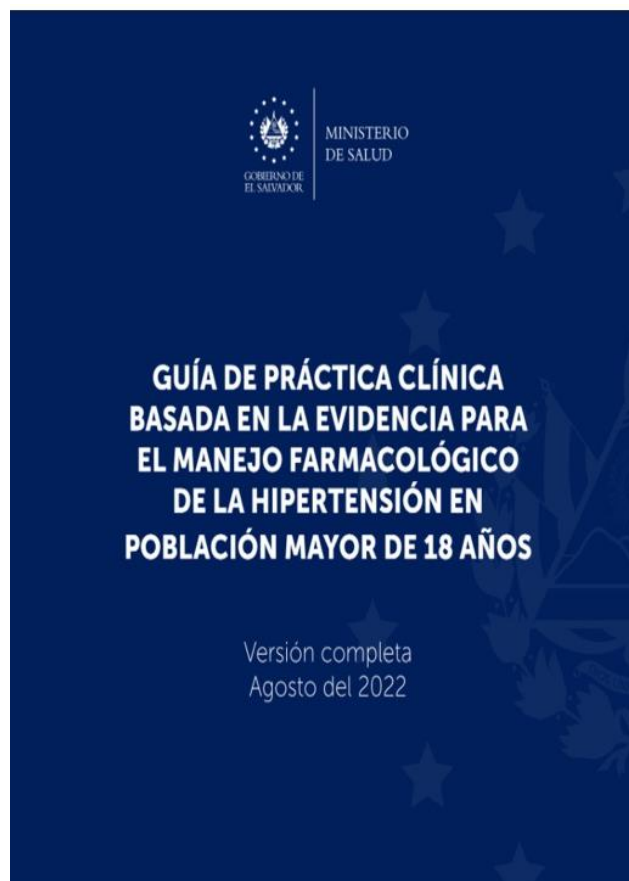 GOBIERNO DE
EL SALVADOR
MINISTERIO
DE SALUD
GUÍA DE PRÁCTICA CLÍNICA
BASADA EN LA EVIDENCIA PARA
EL MANEJO FARMACOLÓGICO
DE LA HIPERTENSIÓN EN
POBLACIÓN MAYOR DE 18 AÑOS
Versión completa
Agosto del 2022